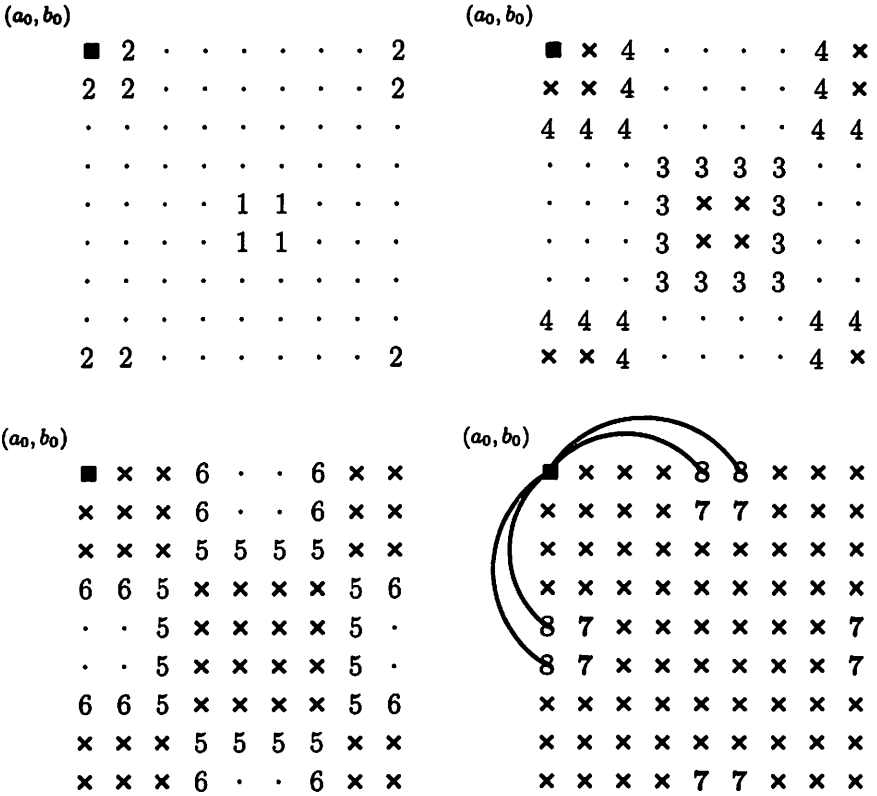 (a₀, b₀)
■ 2 · · · · · · 2
2 2 · · · · · · 2
· · · · · · · · ·
· · · · · · · · ·
· · · · 1 1 · · ·
· · · · 1 1 · · ·
· · · · · · · · ·
· · · · · · · · ·
2 2 · · · · · · 2
(a₀, b₀)
■ × 4 · · · · 4 ×
× × 4 · · · · 4 ×
4 4 4 · · · · 4 4
· · · 3 3 3 3 · ·
· · · 3 × × 3 · ·
· · · 3 × × 3 · ·
· · · 3 3 3 3 · ·
4 4 4 · · · · 4 4
× × 4 · · · · 4 ×
(a₀, b₀)
■ × × 6 · · 6 × ×
× × × 6 · · 6 × ×
× × × 5 5 5 5 × ×
6 6 5 × × × × 5 6
· · 5 × × × × 5 ·
· · 5 × × × × 5 ·
6 6 5 × × × × 5 6
× × × 5 5 5 5 × ×
× × × 6 · · 6 × ×
(a₀, b₀)
■ × × × 8 8 × × ×
× × × × 7 7 × × ×
× × × × × × × × ×
× × × × × × × × ×
8 7 × × × × × × 7
8 7 × × × × × × 7
× × × × × × × × ×
× × × × × × × × ×
× × × × 7 7 × × ×